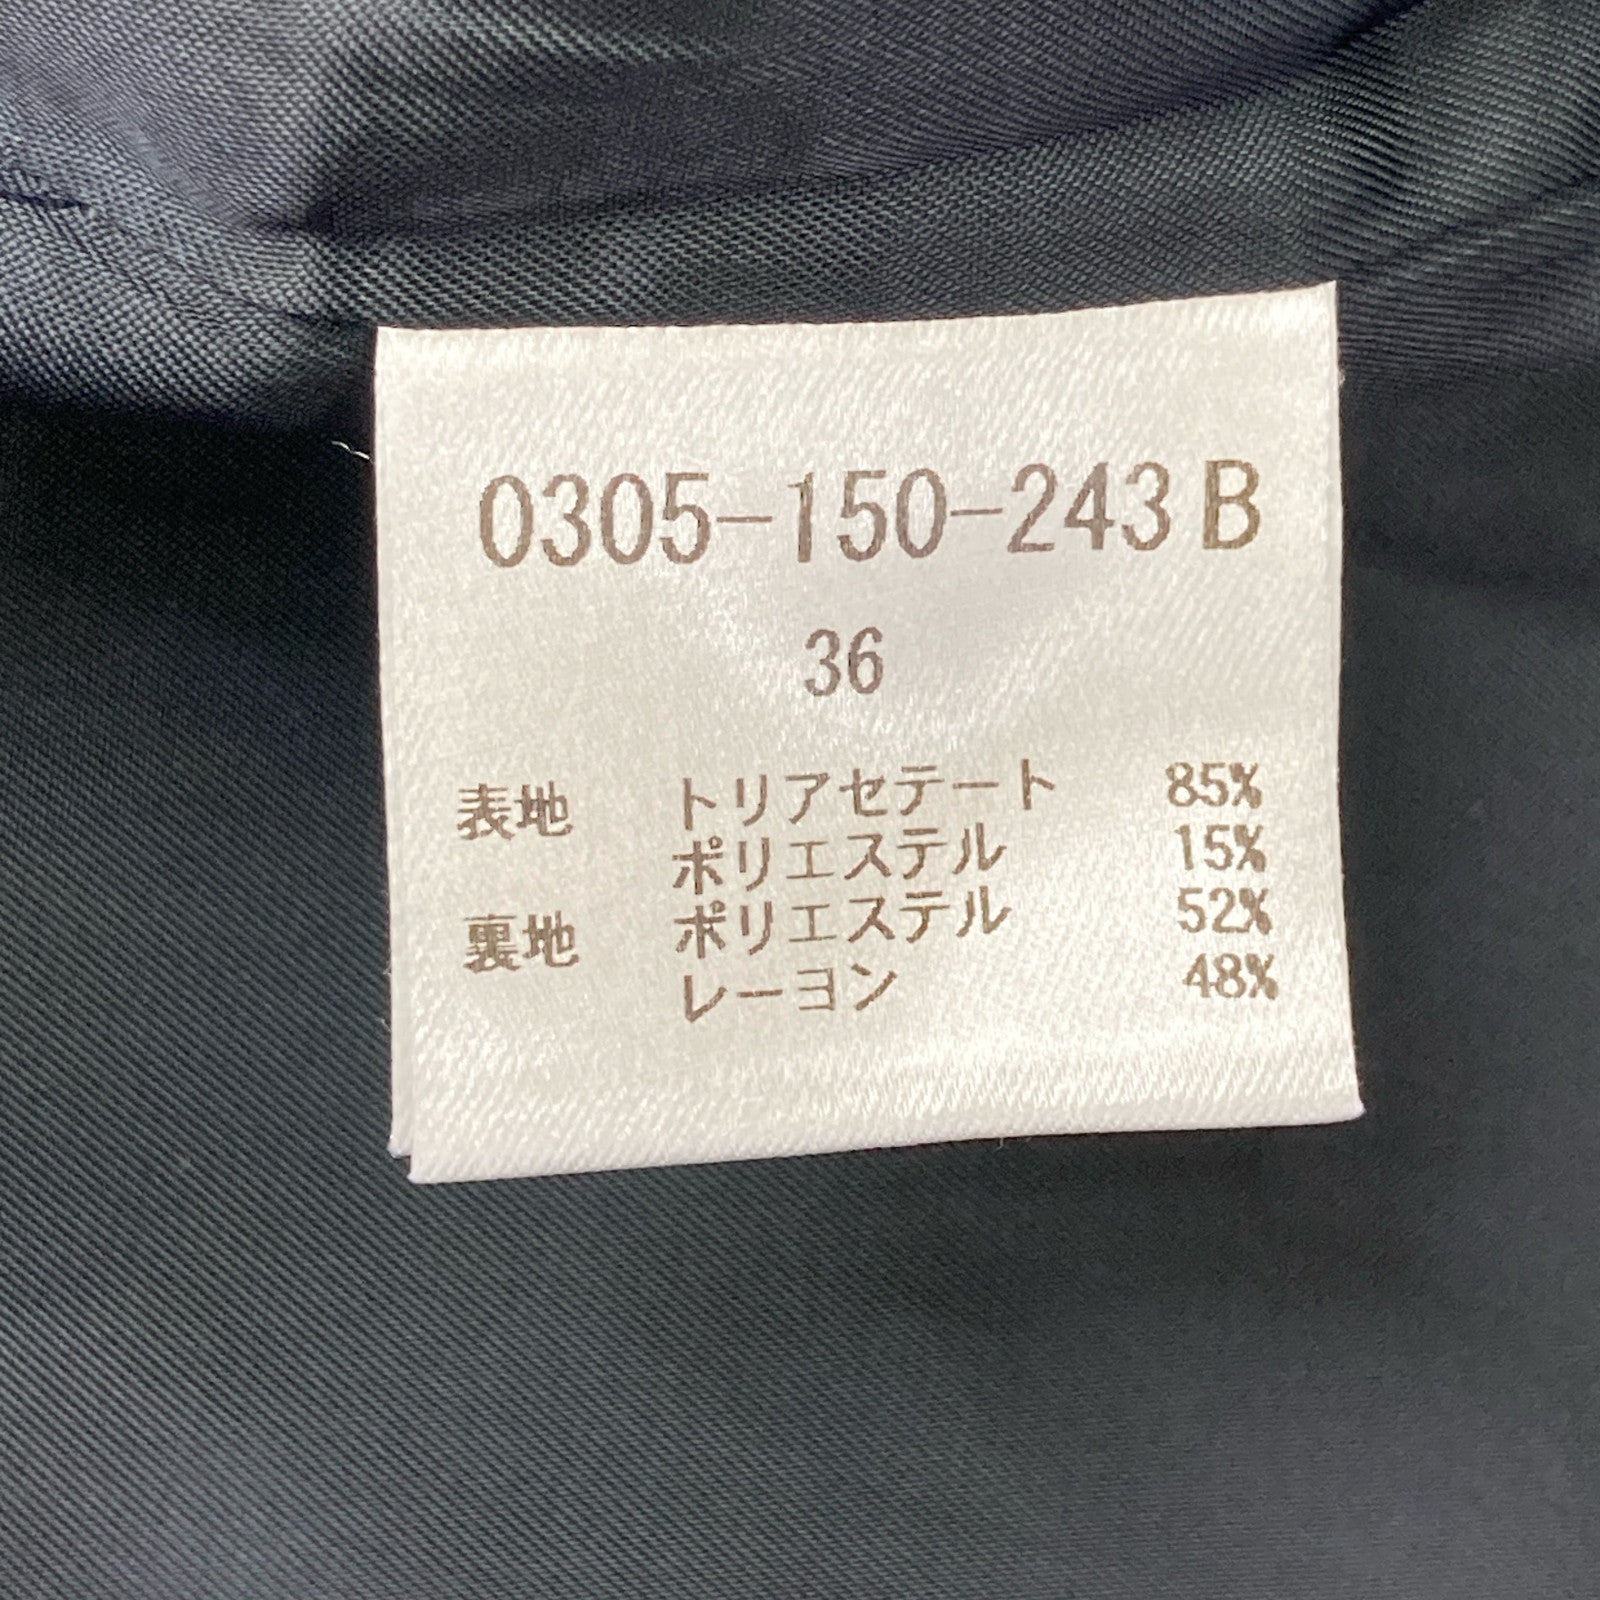 0305-150-243 B
36
表地 トリアセテート 85%
ポリエステル 15%
裏地 ポリエステル 52%
レーヨン 48%